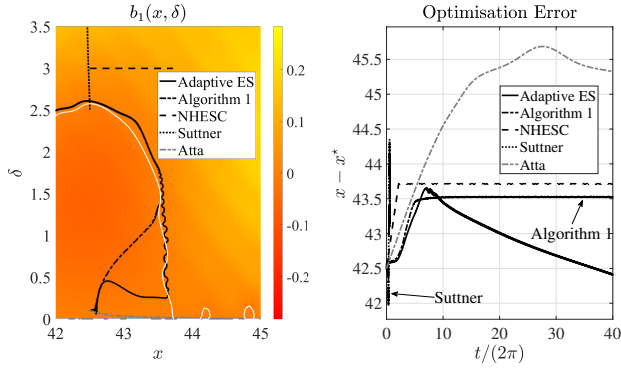 b₁(x, δ)
3.5
3
2.5
2
1.5
1
0.5
0
δ
42
43
44
45
x
Adaptive ES
Algorithm 1
NHESC
Suttner
Atta
0.2
0.1
0
-0.1
-0.2
Optimisation Error
45.5
45
44.5
44
43.5
43
42.5
42
x − x*
0
10
20
30
40
t/(2π)
Adaptive ES
Algorithm 1
NHESC
Suttner
Atta
Algorithm 1
Suttner